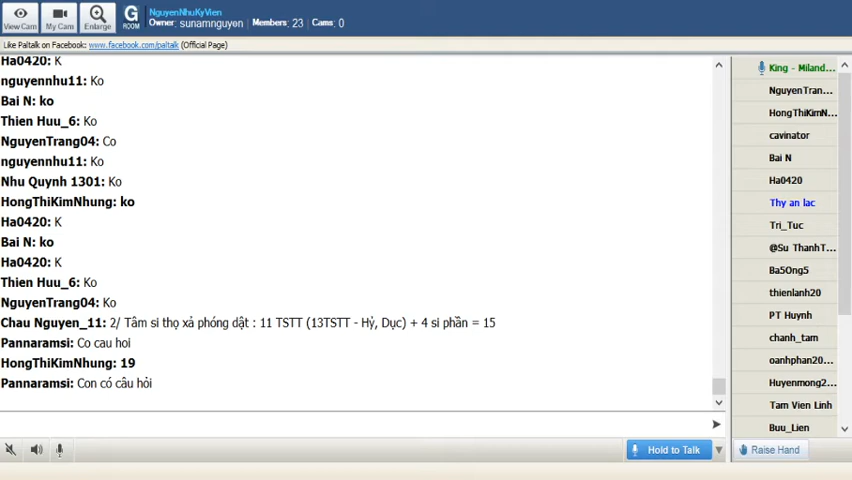 NguyenNhuKyVien
Owner: sunamnguyen Members: 23 Cams: 0
View Cam
My Cam
Enlarge
G
ROOM
Like Paltalk on Facebook: www.facebook.com/paltalk (Official Page)
Ha0420: K
nguyennhu11: Ko
Bai N: ko
Thien Huu_6: Ko
NguyenTrang04: Co
nguyennhu11: Ko
Nhu Quynh 1301: Ko
HongThiKimNhung: ko
Ha0420: K
Bai N: ko
Ha0420: K
Thien Huu_6: Ko
NguyenTrang04: Ko
Chau Nguyen_11: 2/ Tâm si thọ xả phóng dật : 11 TSTT (13TSTT - Hỷ, Dục) + 4 si phần = 15
Pannaramsi: Co cau hoi
HongThiKimNhung: 19
Pannaramsi: Con có câu hỏi
King - Miland...
NguyenTran...
HongThiKimN...
cavinator
Bai N
Ha0420
Thy an lac
Tri_Tuc
@Su ThanhT...
Ba5Ong5
thienlanh20
PT Huynh
chanh_tam
oanhphan20...
Huyenmong2...
Tam Vien Linh
Buu_Lien
Hold to Talk
Raise Hand